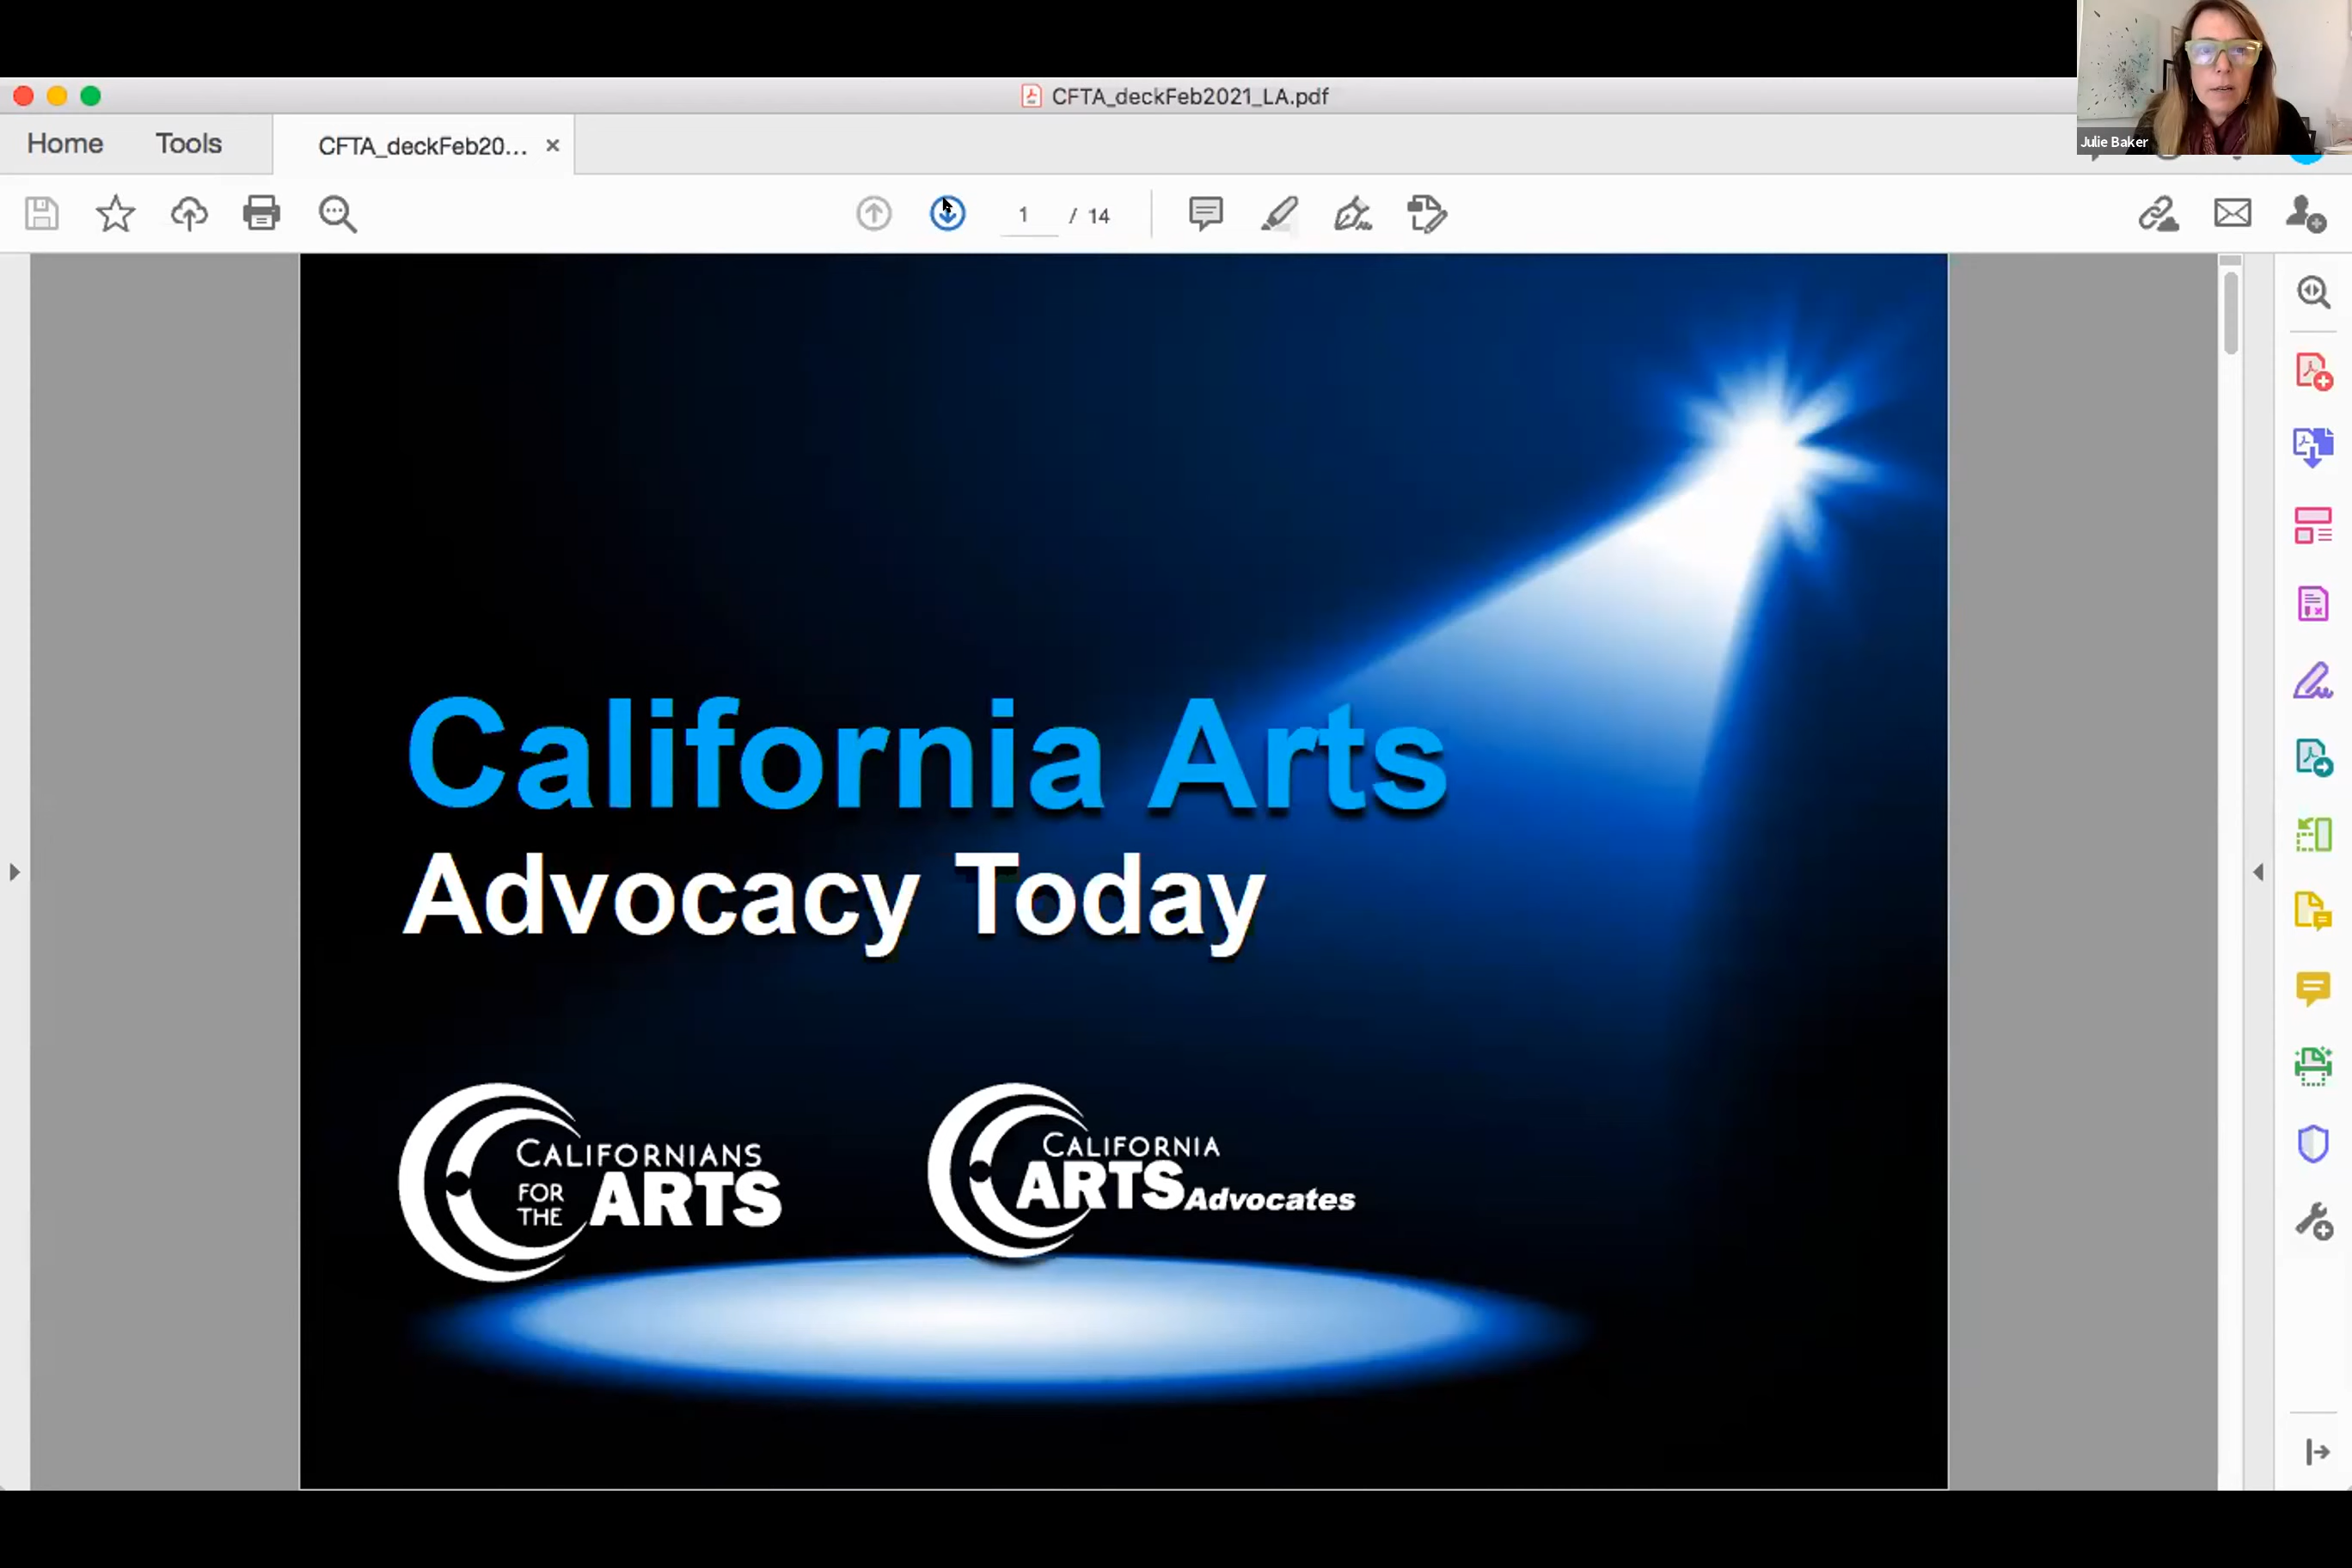 Julie Baker
CFTA_deckFeb2021_LA.pdf
Home
Tools
CFTA_deckFeb20...
1 / 14
California Arts
Advocacy Today
CALIFORNIANS
FOR THE ARTS
CALIFORNIA
ARTS Advocates